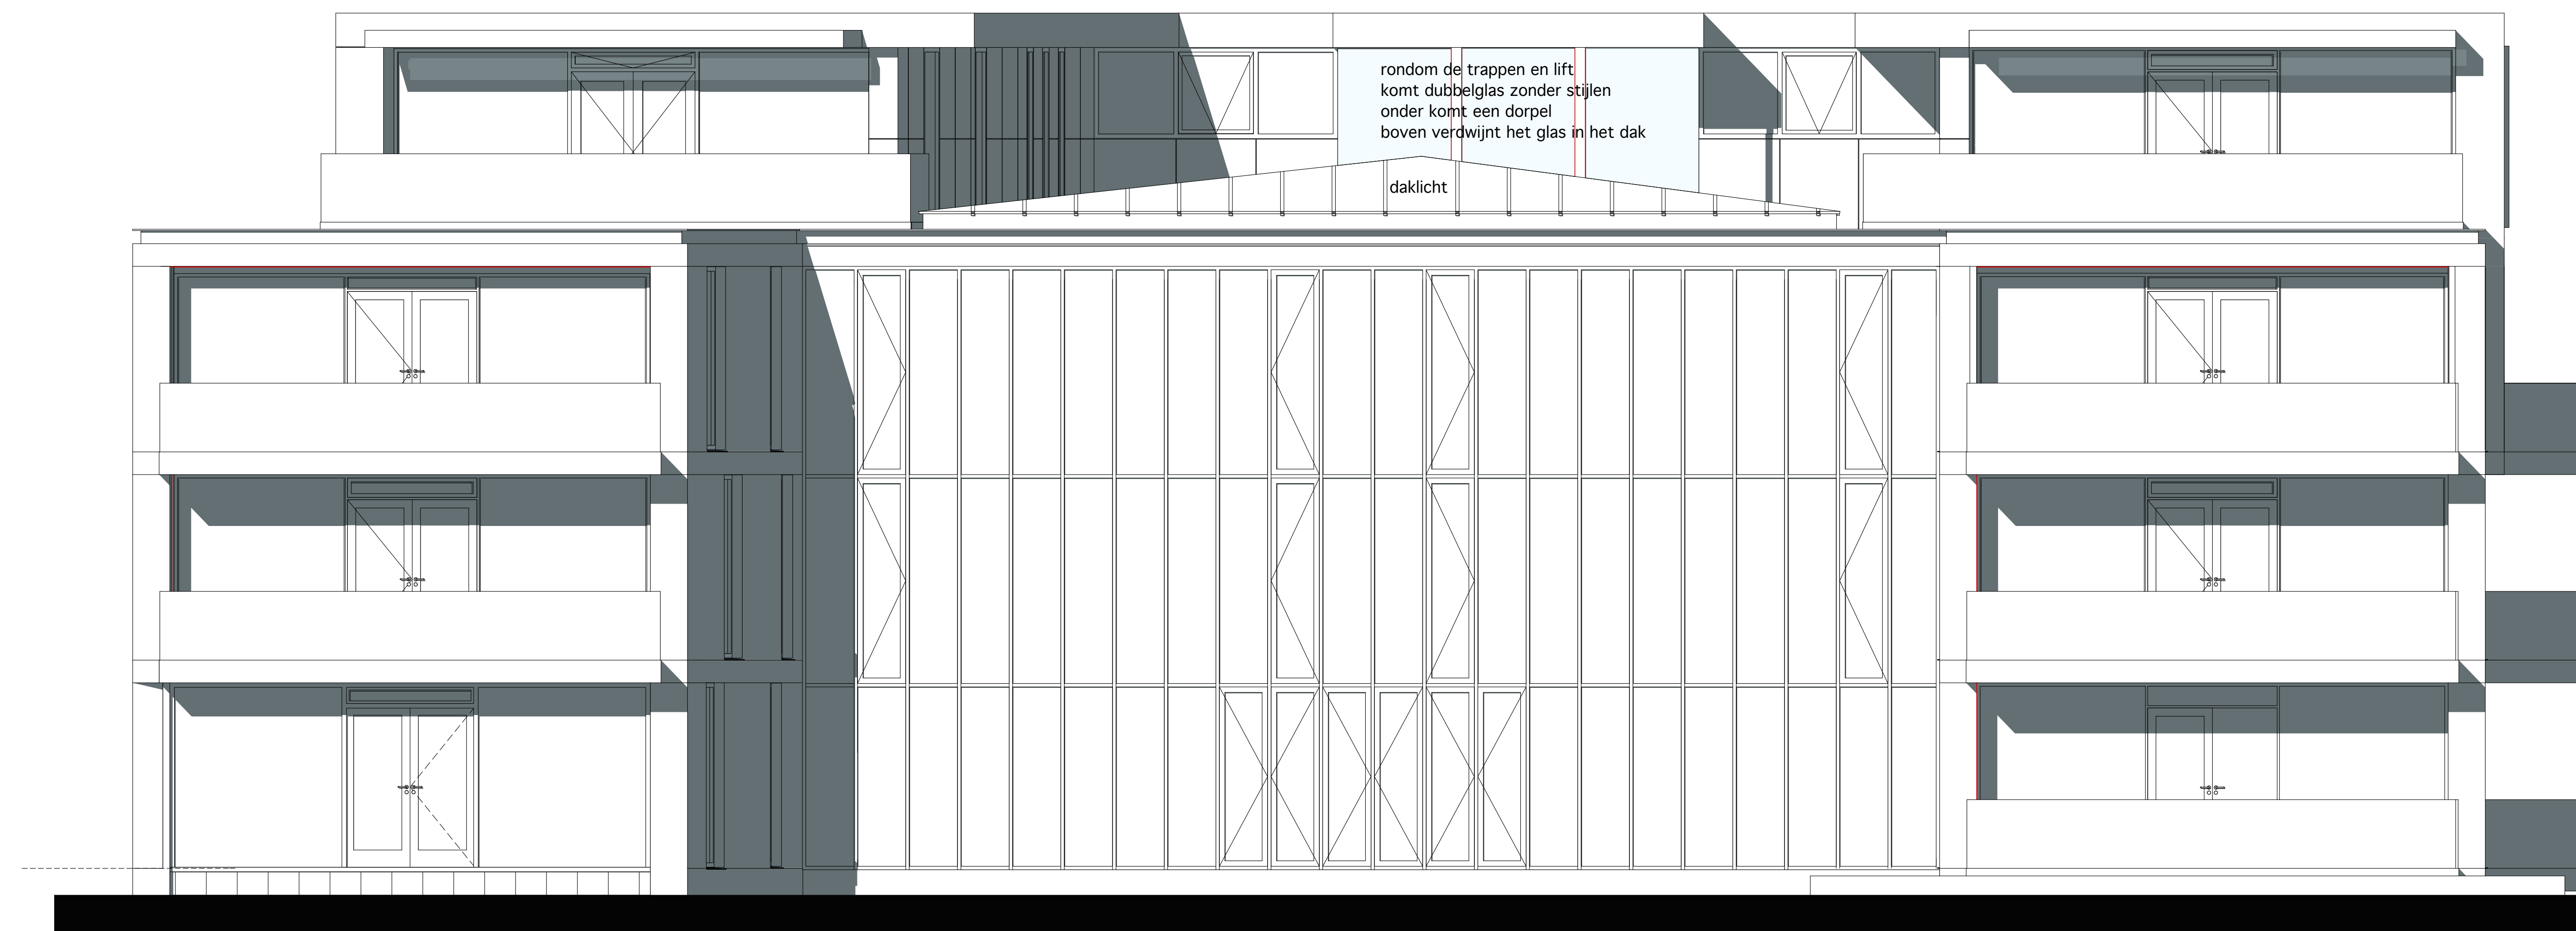 rondom de trappen en lift
komt dubbelglas zonder stijlen
onder komt een dorpel
boven verdwijnt het glas in het dak
daklicht